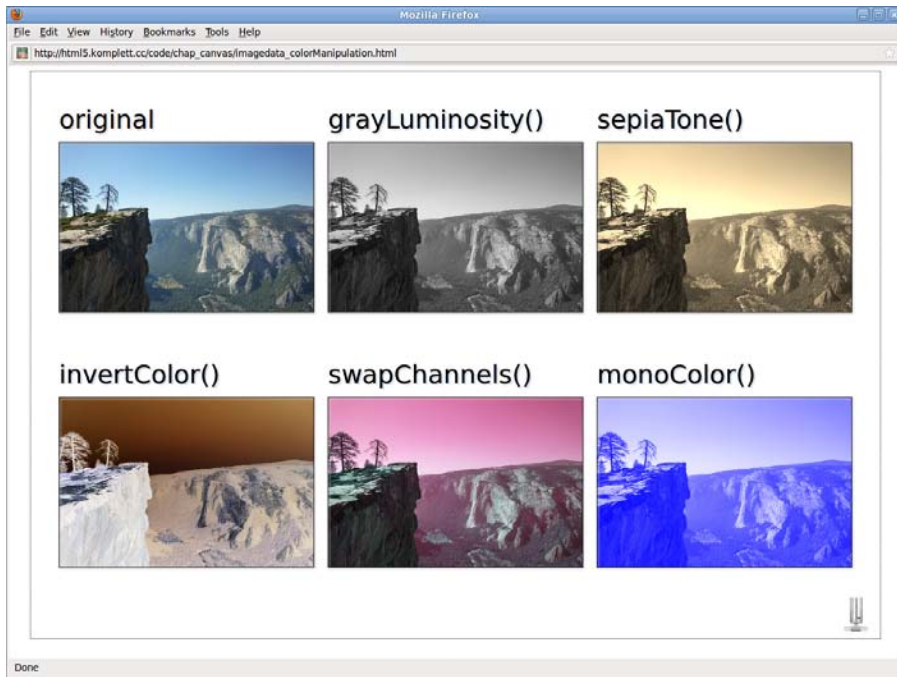 Mozilla Firefox
File Edit View History Bookmarks Tools Help
http://html5.komplett.cc/code/chap_canvas/imagedata_colorManipulation.html
original grayLuminosity() sepiaTone()
invertColor() swapChannels() monoColor()
Done